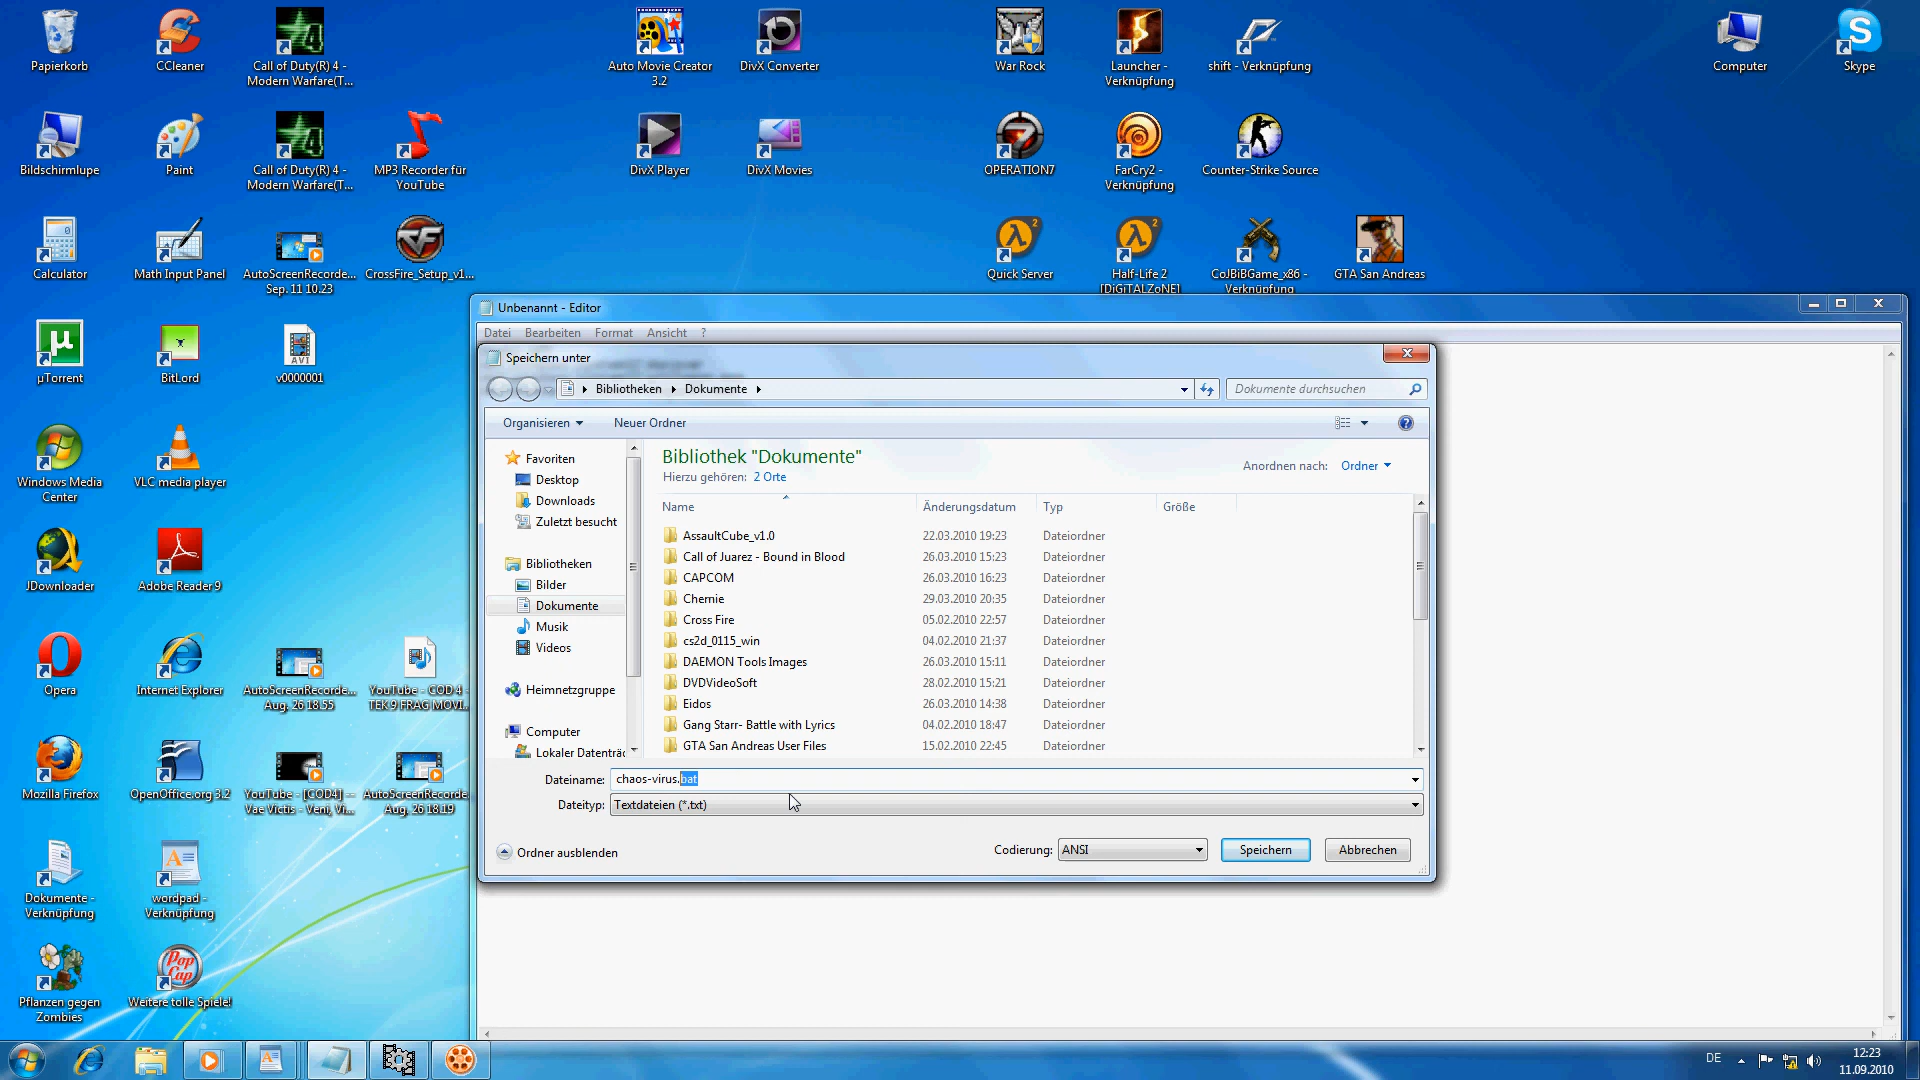 Papierkorb
CCleaner
Call of Duty(R) 4 -
Modern Warfare(T...
Auto Movie Creator
3.2
DivX Converter
War Rock
Launcher -
Verknüpfung
shift - Verknüpfung
Computer
Skype
Bildschirmlupe
Paint
Call of Duty(R) 4 -
Modern Warfare(T...
MP3 Recorder für
YouTube
DivX Player
DivX Movies
OPERATION7
FarCry2 -
Verknüpfung
Counter-Strike Source
Calculator
Math Input Panel
AutoScreenRecorde...
Sep. 11 10.23
CrossFire_Setup_v1...
Quick Server
Half-Life 2
[DiGiTALZoNE]
CoJBiBGame_x86 -
Verknüpfung
GTA San Andreas
µTorrent
BitLord
v0000001
Windows Media
Center
VLC media player
JDownloader
Adobe Reader 9
Opera
Internet Explorer
AutoScreenRecorde...
Aug. 26 18.55
YouTube - COD 4 -
TEK 9 FRAG MOVI...
Mozilla Firefox
OpenOffice.org 3.2
YouTube - [COD4] --
Vae Victis - Veni, Vi...
AutoScreenRecorde...
Aug. 26 18.19
Dokumente -
Verknüpfung
wordpad -
Verknüpfung
Pflanzen gegen
Zombies
Weitere tolle Spiele!
Unbenannt - Editor
Datei Bearbeiten Format Ansicht ?
Speichern unter
Bibliotheken Dokumente
Dokumente durchsuchen
Organisieren Neuer Ordner
Favoriten
Desktop
Downloads
Zuletzt besucht
Bibliotheken
Bilder
Dokumente
Musik
Videos
Heimnetzgruppe
Computer
Lokaler Datenträ
Bibliothek "Dokumente"
Hierzu gehören: 2 Orte
Anordnen nach: Ordner
Name Änderungsdatum Typ Größe
AssaultCube_v1.0 22.03.2010 19:23 Dateiordner
Call of Juarez - Bound in Blood 26.03.2010 15:23 Dateiordner
CAPCOM 26.03.2010 16:23 Dateiordner
Chemie 29.03.2010 20:35 Dateiordner
Cross Fire 05.02.2010 22:57 Dateiordner
cs2d_0115_win 04.02.2010 21:37 Dateiordner
DAEMON Tools Images 26.03.2010 15:11 Dateiordner
DVDVideoSoft 28.02.2010 15:21 Dateiordner
Eidos 26.03.2010 14:38 Dateiordner
Gang Starr- Battle with Lyrics 04.02.2010 18:47 Dateiordner
GTA San Andreas User Files 15.02.2010 22:45 Dateiordner
Dateiname: chaos-virus.bat
Dateityp: Textdateien (*.txt)
Ordner ausblenden
Codierung: ANSI Speichern Abbrechen
DE
12:23
11.09.2010